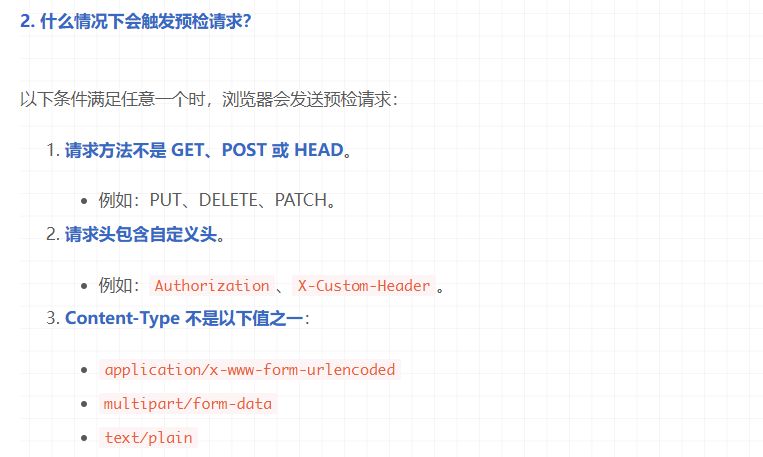 2. 什么情况下会触发预检请求?
以下条件满足任意一个时，浏览器会发送预检请求：
1. 请求方法不是 GET、POST 或 HEAD。
• 例如：PUT、DELETE、PATCH。
2. 请求头包含自定义头。
• 例如：Authorization、X-Custom-Header。
3. Content-Type 不是以下值之一：
• application/x-www-form-urlencoded
• multipart/form-data
• text/plain